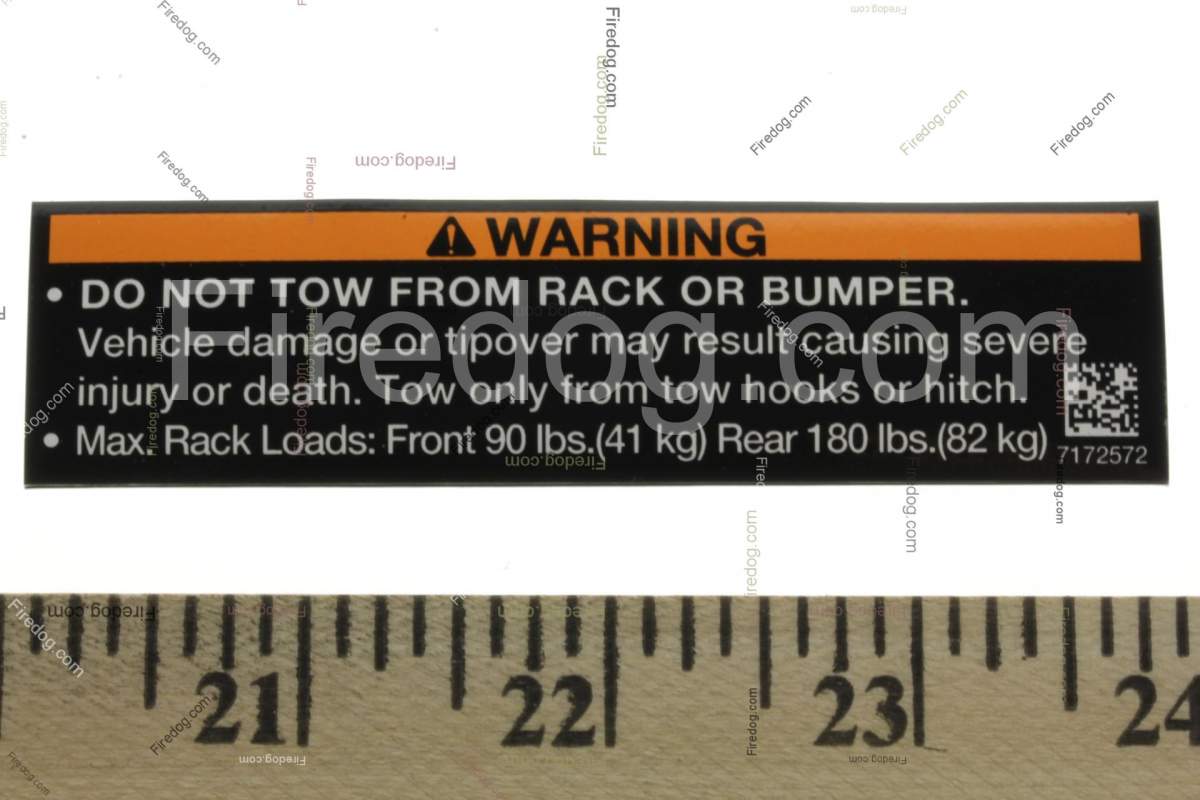 WARNING
• DO NOT TOW FROM RACK OR BUMPER.
Vehicle damage or tipover may result causing severe
injury or death. Tow only from tow hooks or hitch.
• Max. Rack Loads: Front 90 lbs.(41 kg) Rear 180 lbs.(82 kg)
7172572
Firedog.com
21 22 23 24